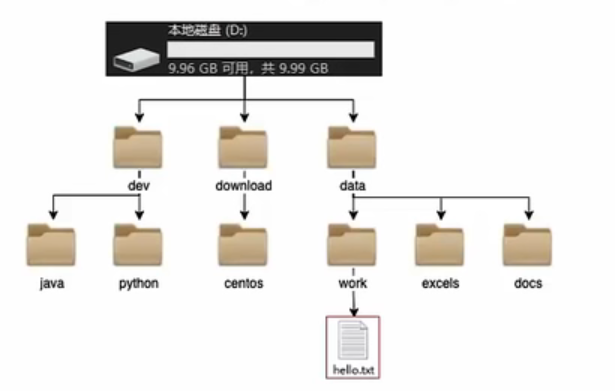 本地磁盘 (D:)
9.96 GB 可用，共 9.99 GB
dev download data
java python centos work excels docs
hello.txt